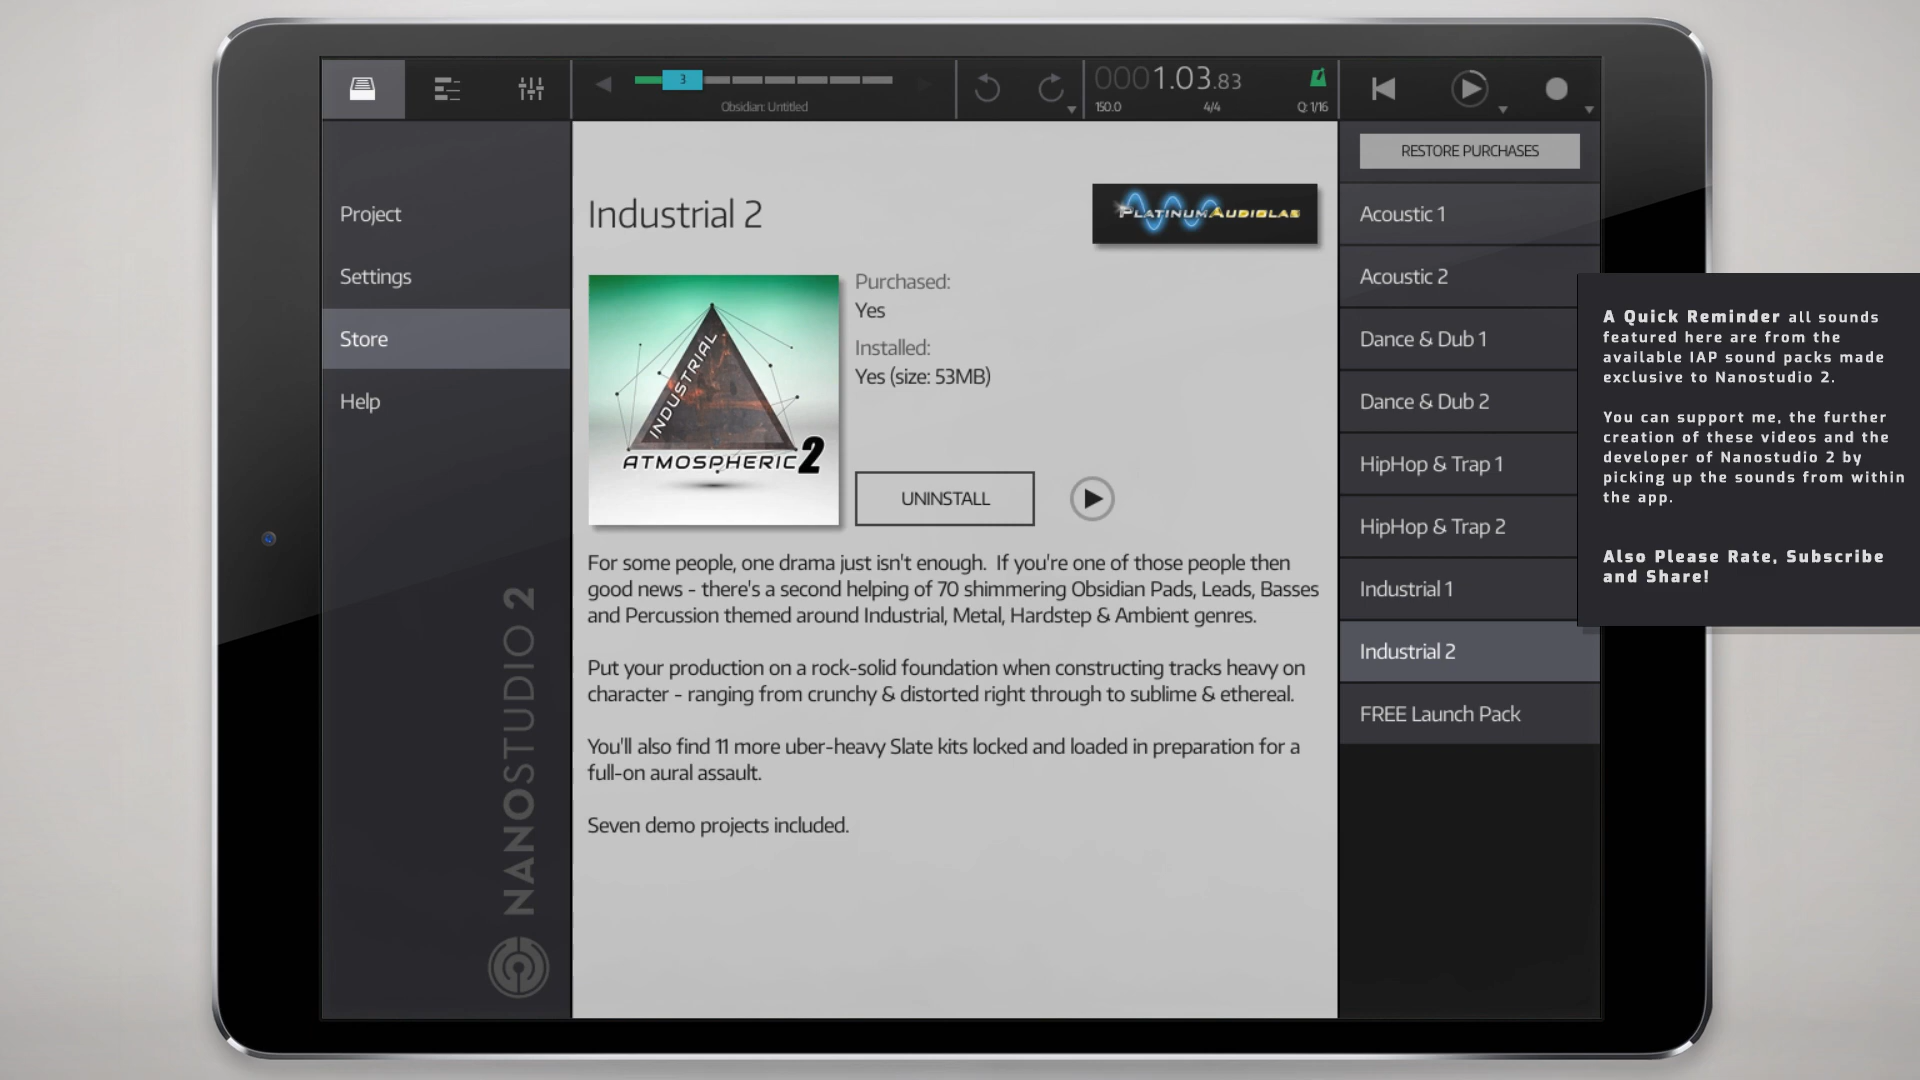 3
Obsidian: Untitled
0001.03.83
150.0
4/4
Q: 1/16
Project
Settings
Store
Help
NANOSTUDIO 2
Industrial 2
PLATINUMAUDIOLAB
INDUSTRIAL
ATMOSPHERIC 2
Purchased:
Yes
Installed:
Yes (size: 53MB)
UNINSTALL
For some people, one drama just isn't enough.  If you're one of those people then
good news - there's a second helping of 70 shimmering Obsidian Pads, Leads, Basses
and Percussion themed around Industrial, Metal, Hardstep & Ambient genres.
Put your production on a rock-solid foundation when constructing tracks heavy on
character - ranging from crunchy & distorted right through to sublime & ethereal.
You'll also find 11 more uber-heavy Slate kits locked and loaded in preparation for a
full-on aural assault.
Seven demo projects included.
RESTORE PURCHASES
Acoustic 1
Acoustic 2
Dance & Dub 1
Dance & Dub 2
HipHop & Trap 1
HipHop & Trap 2
Industrial 1
Industrial 2
FREE Launch Pack
A Quick Reminder all sounds
featured here are from the
available IAP sound packs made
exclusive to Nanostudio 2.
You can support me, the further
creation of these videos and the
developer of Nanostudio 2 by
picking up the sounds from within
the app.
Also Please Rate, Subscribe
and Share!